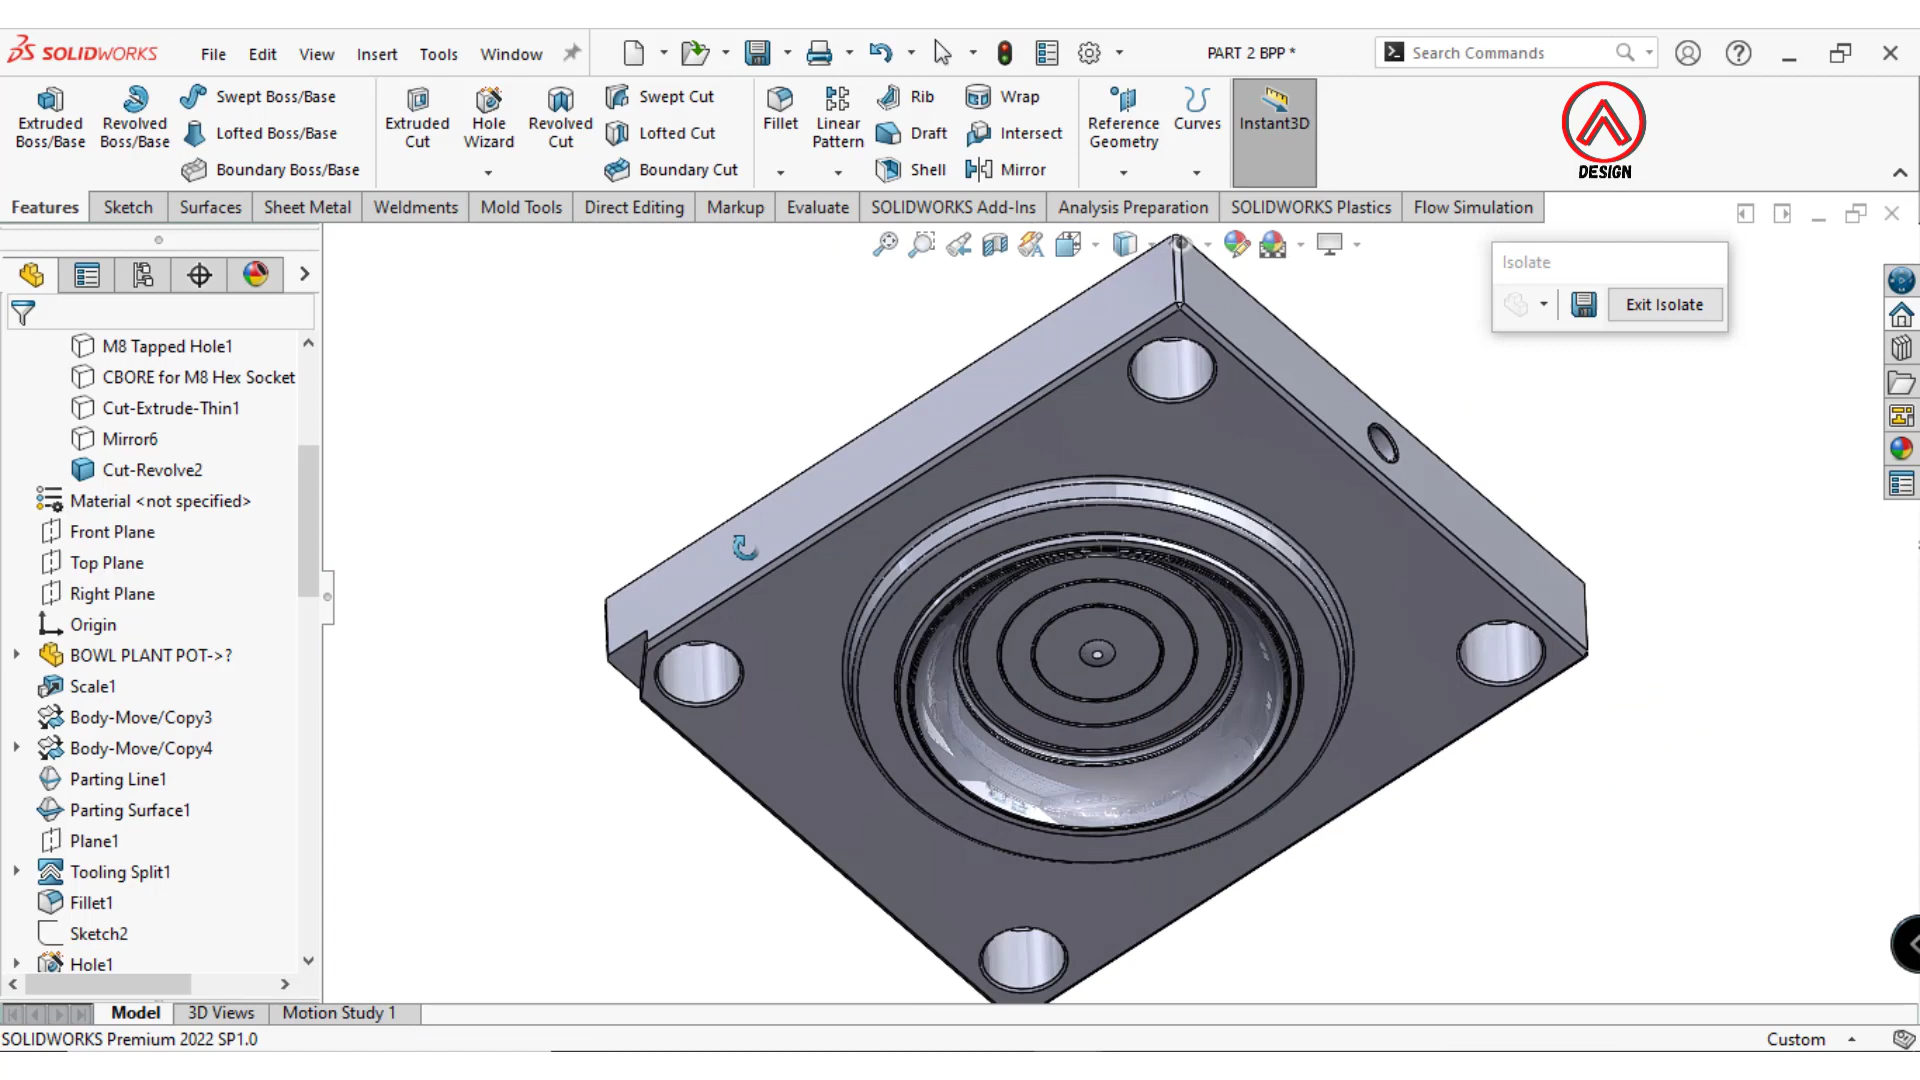 SOLIDWORKS File Edit View Insert Tools Window PART 2 BPP * Search Commands
Extruded Boss/Base
Revolved Boss/Base
Swept Boss/Base
Lofted Boss/Base
Boundary Boss/Base
Extruded Cut
Hole Wizard
Revolved Cut
Swept Cut
Lofted Cut
Boundary Cut
Fillet
Linear Pattern
Rib
Draft
Shell
Wrap
Intersect
Mirror
Reference Geometry
Curves
Instant3D
DESIGN
Features Sketch Surfaces Sheet Metal Weldments Mold Tools Direct Editing Markup Evaluate SOLIDWORKS Add-Ins Analysis Preparation SOLIDWORKS Plastics Flow Simulation
Isolate
Exit Isolate
M8 Tapped Hole1
CBORE for M8 Hex Socket
Cut-Extrude-Thin1
Mirror6
Cut-Revolve2
Material <not specified>
Front Plane
Top Plane
Right Plane
Origin
BOWL PLANT POT->?
Scale1
Body-Move/Copy3
Body-Move/Copy4
Parting Line1
Parting Surface1
Plane1
Tooling Split1
Fillet1
Sketch2
Hole1
Model 3D Views Motion Study 1
SOLIDWORKS Premium 2022 SP1.0 Custom